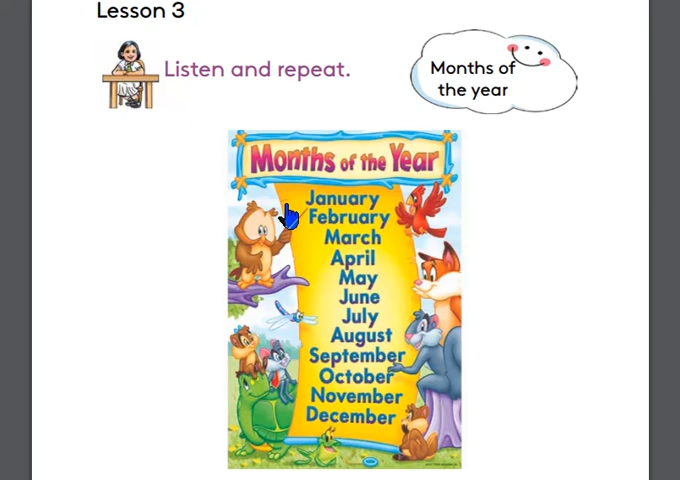 Lesson 3
Listen and repeat.
Months of
the year
Months of the Year
January
February
March
April
May
June
July
August
September
October
November
December